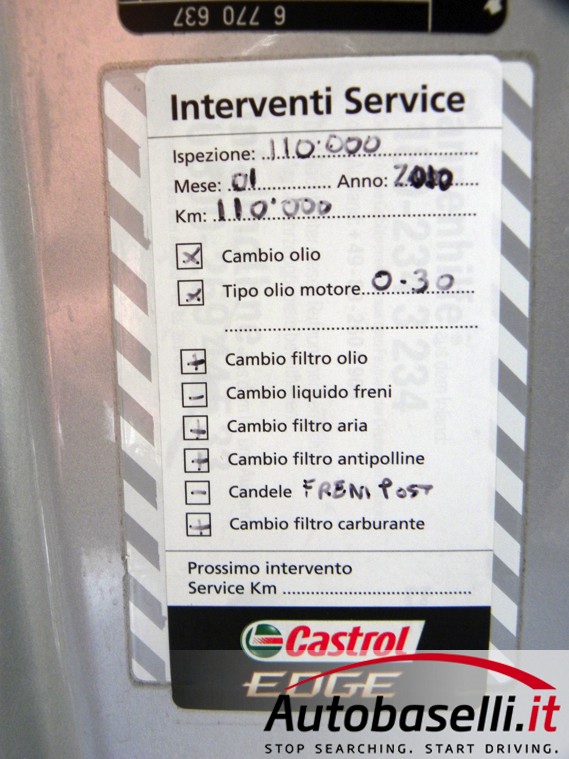 6 770 637
Interventi Service
Ispezione: 110'000
Mese: 01 Anno: 2010
Km: 110'000
Cambio olio
Tipo olio motore 0-30
Cambio filtro olio
Cambio liquido freni
Cambio filtro aria
Cambio filtro antipolline
Candele FRENI POST
Cambio filtro carburante
Prossimo intervento
Service Km
Castrol
EDGE
Autobaselli.it
STOP SEARCHING. START DRIVING.